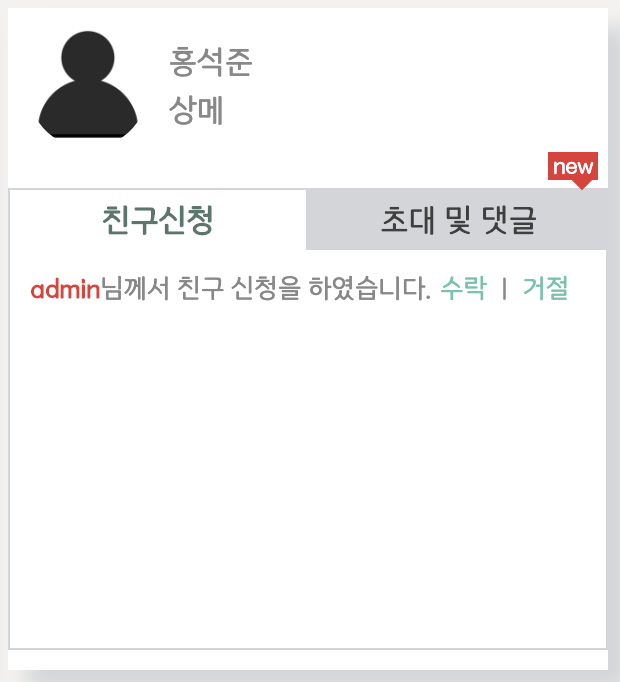 홍석준
상메
new
친구신청
초대 및 댓글
admin님께서 친구 신청을 하였습니다. 수락 | 거절